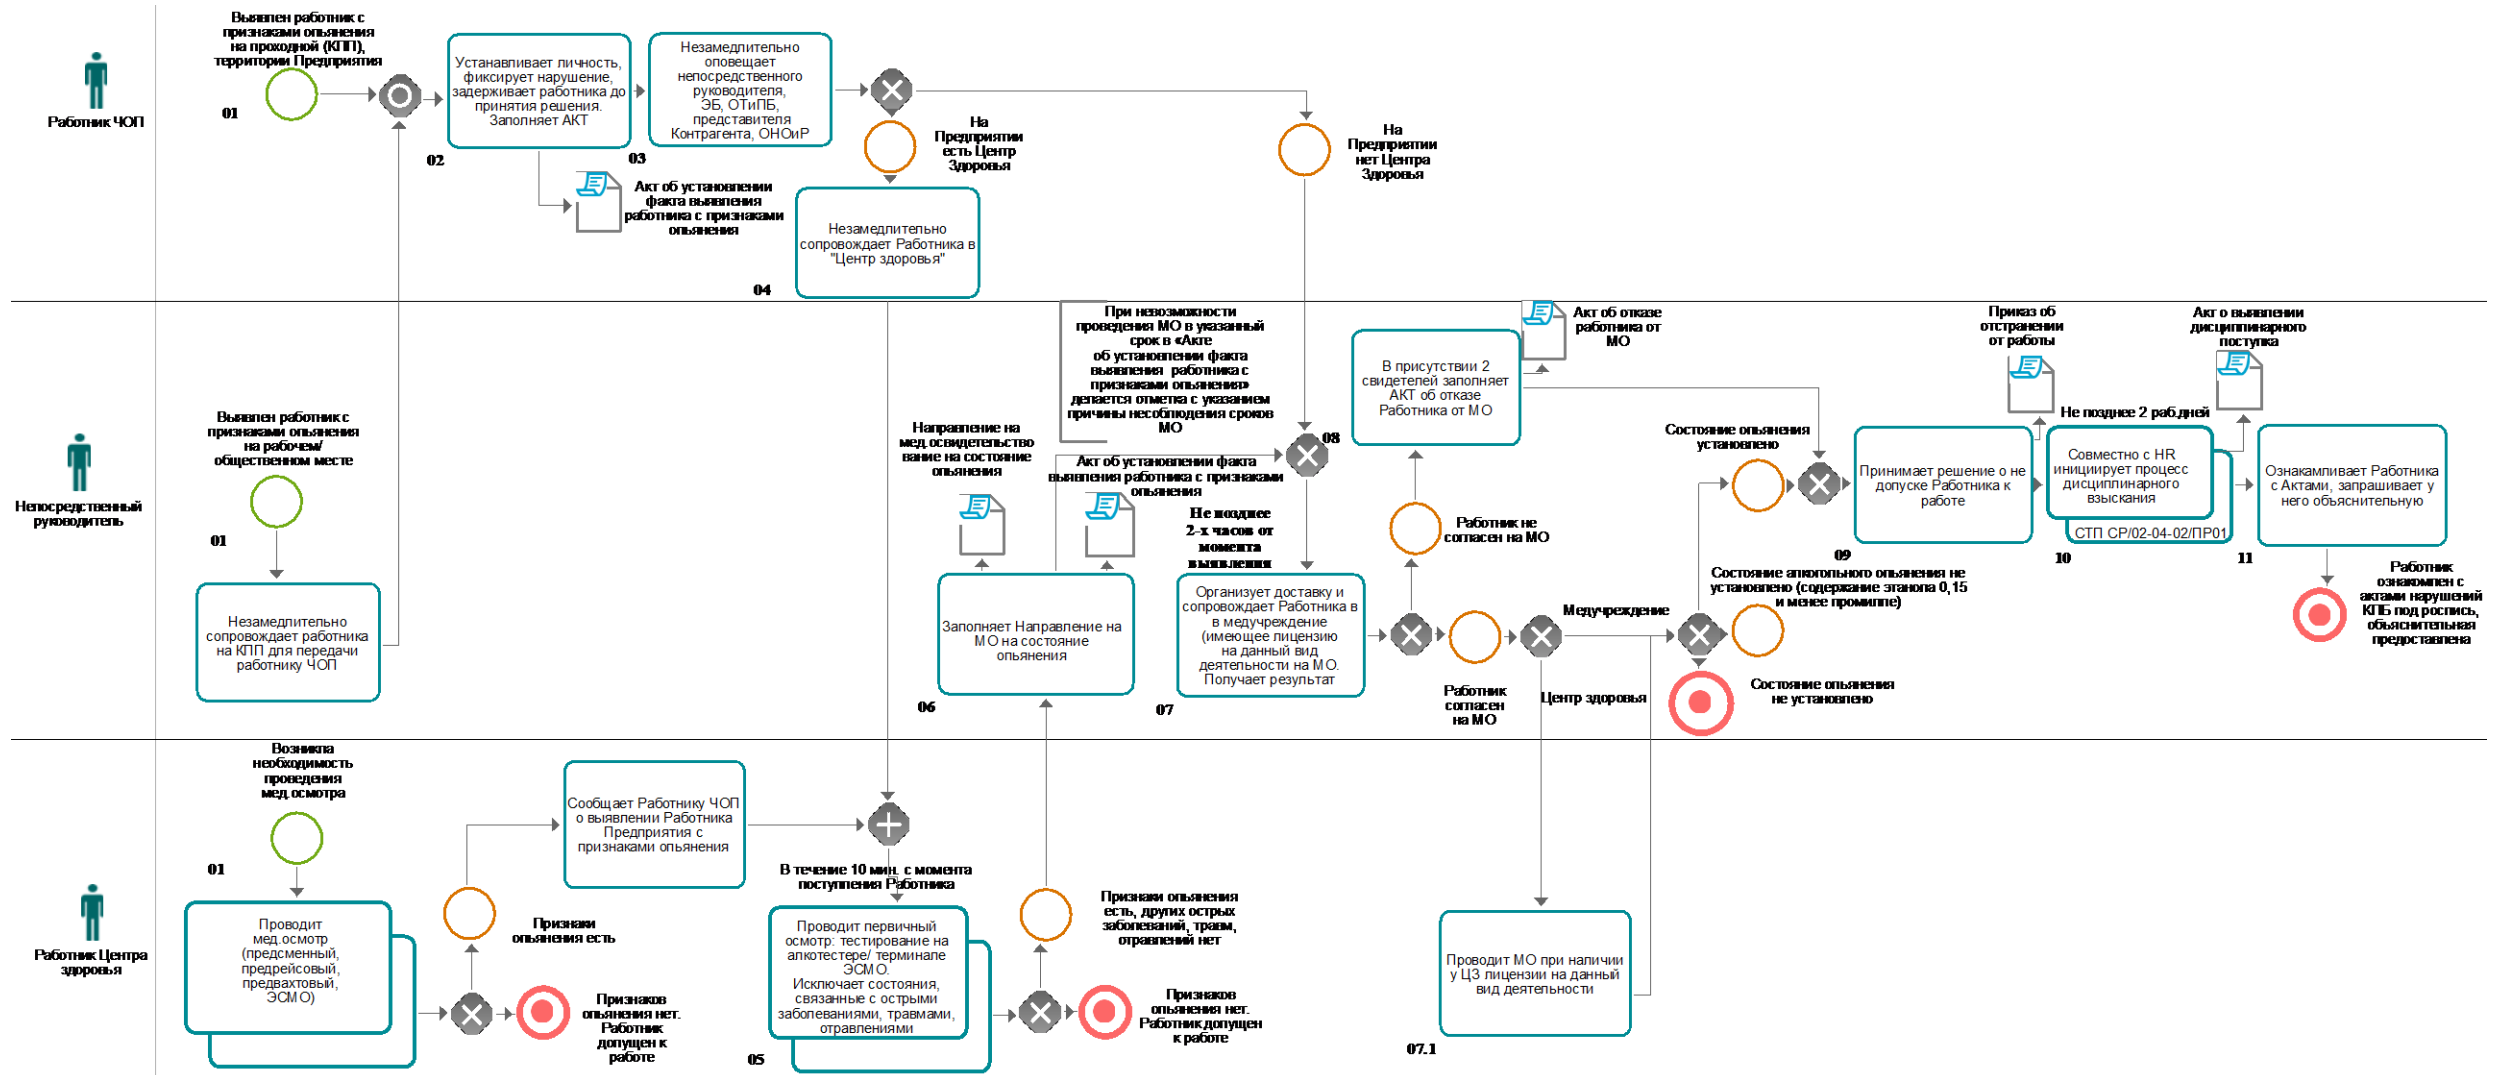 Работник ЧОП
Выявлен работник с
признаками опьянения
на проходной (КПП),
территории Предприятия
01
Устанавливает личность,
фиксирует нарушение,
задерживает работника до
принятия решения.
Заполняет АКТ
02
Акт об установлении
факта выявления
работника с признаками
опьянения
Незамедлительно
оповещает
непосредственного
руководителя,
ЭБ, ОТиПБ,
представителя
Контрагента, ОНОиР
03
На
Предприятии
есть Центр
Здоровья
На
Предприятии
нет Центра
Здоровья
Незамедлительно
сопровождает Работника в
"Центр здоровья"
04
Непосредственный
руководитель
Выявлен работник с
признаками опьянения
на рабочем/
общественном месте
01
Незамедлительно
сопровождает работника
на КПП для передачи
работнику ЧОП
Направление на
мед.освидетельство
вание на состояние
опьянения
При невозможности
проведения МО в указанный
срок в «Акте
об установлении факта
выявления работника с
признаками опьянения»
делается отметка с указанием
причины несоблюдения сроков
МО
Акт об установлении факта
выявления работника с признаками
опьянения
Заполняет Направление на
МО на состояние
опьянения
06
08
Не позднее
2-х часов от
момента
выявления
Организует доставку и
сопровождает Работника в
в медучреждение
(имеющее лицензию
на данный вид
деятельности на МО.
Получает результат
07
В присутствии 2
свидетелей заполняет
АКТ об отказе
Работника от МО
Акт об отказе
работника от
МО
Работник не
согласен на МО
Работник
согласен
на МО
Медучреждение
Центр здоровья
Состояние опьянения
установлено
Состояние алкогольного опьянения не
установлено (содержание этанола 0,15
и менее промилле)
Состояние опьянения
не установлено
Принимает решение о не
допуске Работника к
работе
09
Приказ об
отстранении
от работы
Не позднее 2 раб.дней
Совместно с HR
инициирует процесс
дисциплинарного
взыскания
СТП СР/02-04-02/ПР01
10
Акт о выявлении
дисциплинарного
поступка
Ознакамливает Работника
с Актами, запрашивает у
него объяснительную
11
Работник
ознакомлен с
актами нарушений
КПБ под роспись,
объяснительная
предоставлена
Работник Центра
здоровья
Возникла
необходимость
проведения
мед.осмотра
01
Проводит
мед.осмотр
(предсменный,
предрейсовый,
предвахтовый,
ЭСМО)
Признаки
опьянения есть
Признаков
опьянения нет.
Работник
допущен к
работе
Сообщает Работнику ЧОП
о выявлении Работника
Предприятия с
признаками опьянения
В течение 10 мин. с момента
поступления Работника
Проводит первичный
осмотр: тестирование на
алкотестере/ терминале
ЭСМО.
Исключает состояния,
связанные с острыми
заболеваниями, травмами,
отравлениями
05
Признаки опьянения
есть, других острых
заболеваний, травм,
отравлений нет
Признаков
опьянения нет.
Работник допущен
к работе
Проводит МО при наличии
у ЦЗ лицензии на данный
вид деятельности
07.1